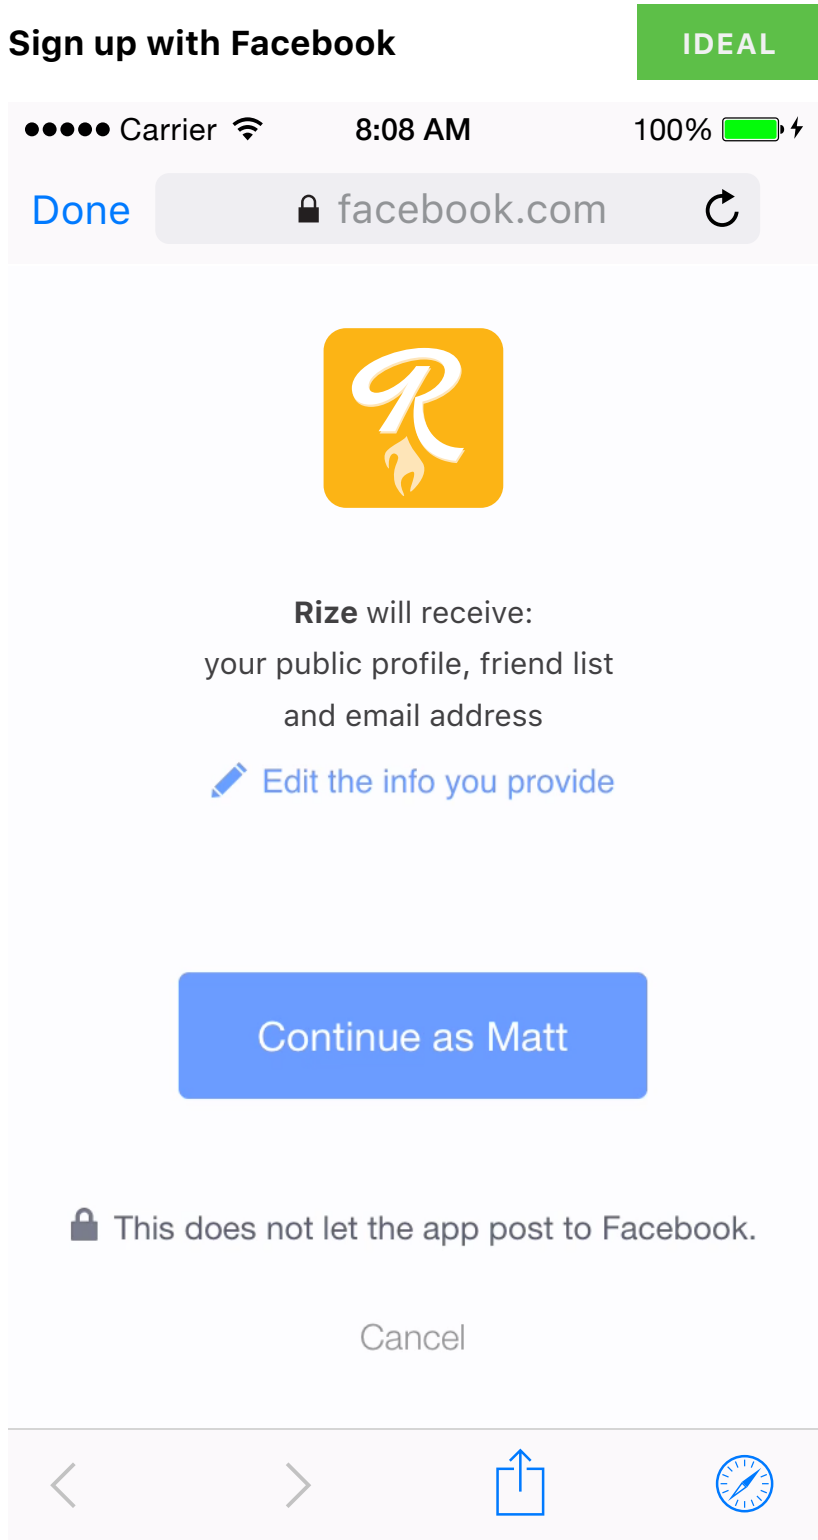 Sign up with Facebook
IDEAL
Carrier 8:08 AM 100%
Done facebook.com
R
Rize will receive:
your public profile, friend list
and email address
Edit the info you provide
Continue as Matt
This does not let the app post to Facebook.
Cancel